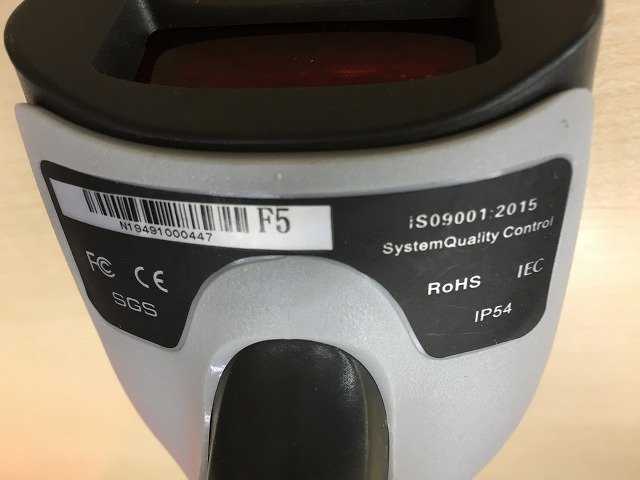 F5
N19491000447
FC CE
SGS
iS09001:2015
SystemQuality Control
RoHS IEC
IP54